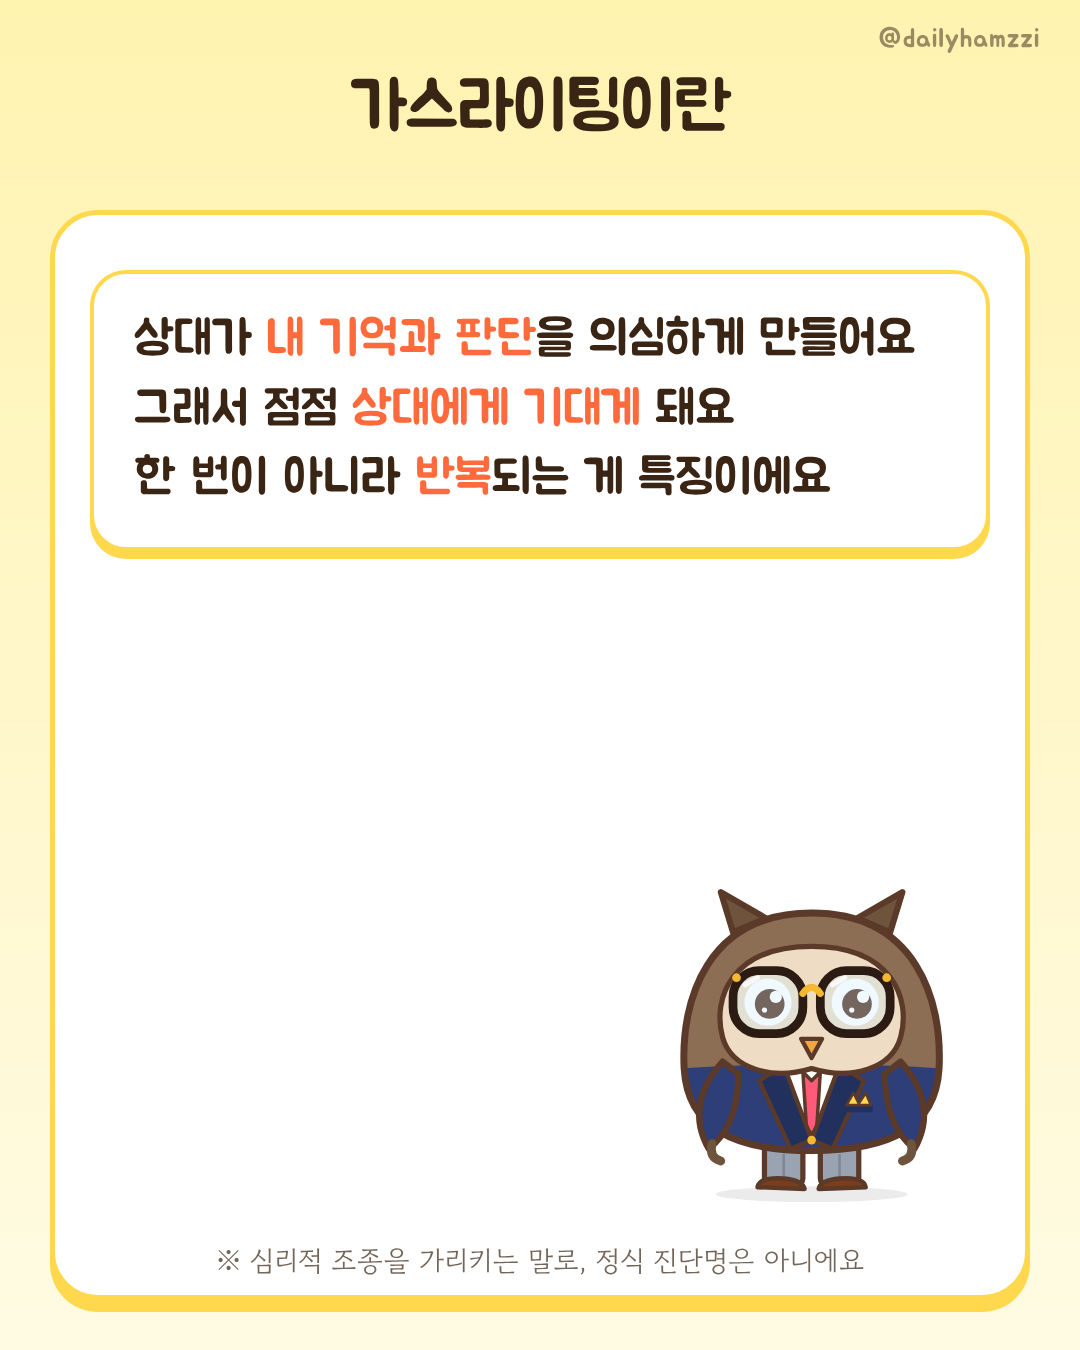 @dailyhamzzi
가스라이팅이란
상대가 내 기억과 판단을 의심하게 만들어요
그래서 점점 상대에게 기대게 돼요
한 번이 아니라 반복되는 게 특징이에요
※ 심리적 조종을 가리키는 말로, 정식 진단명은 아니에요